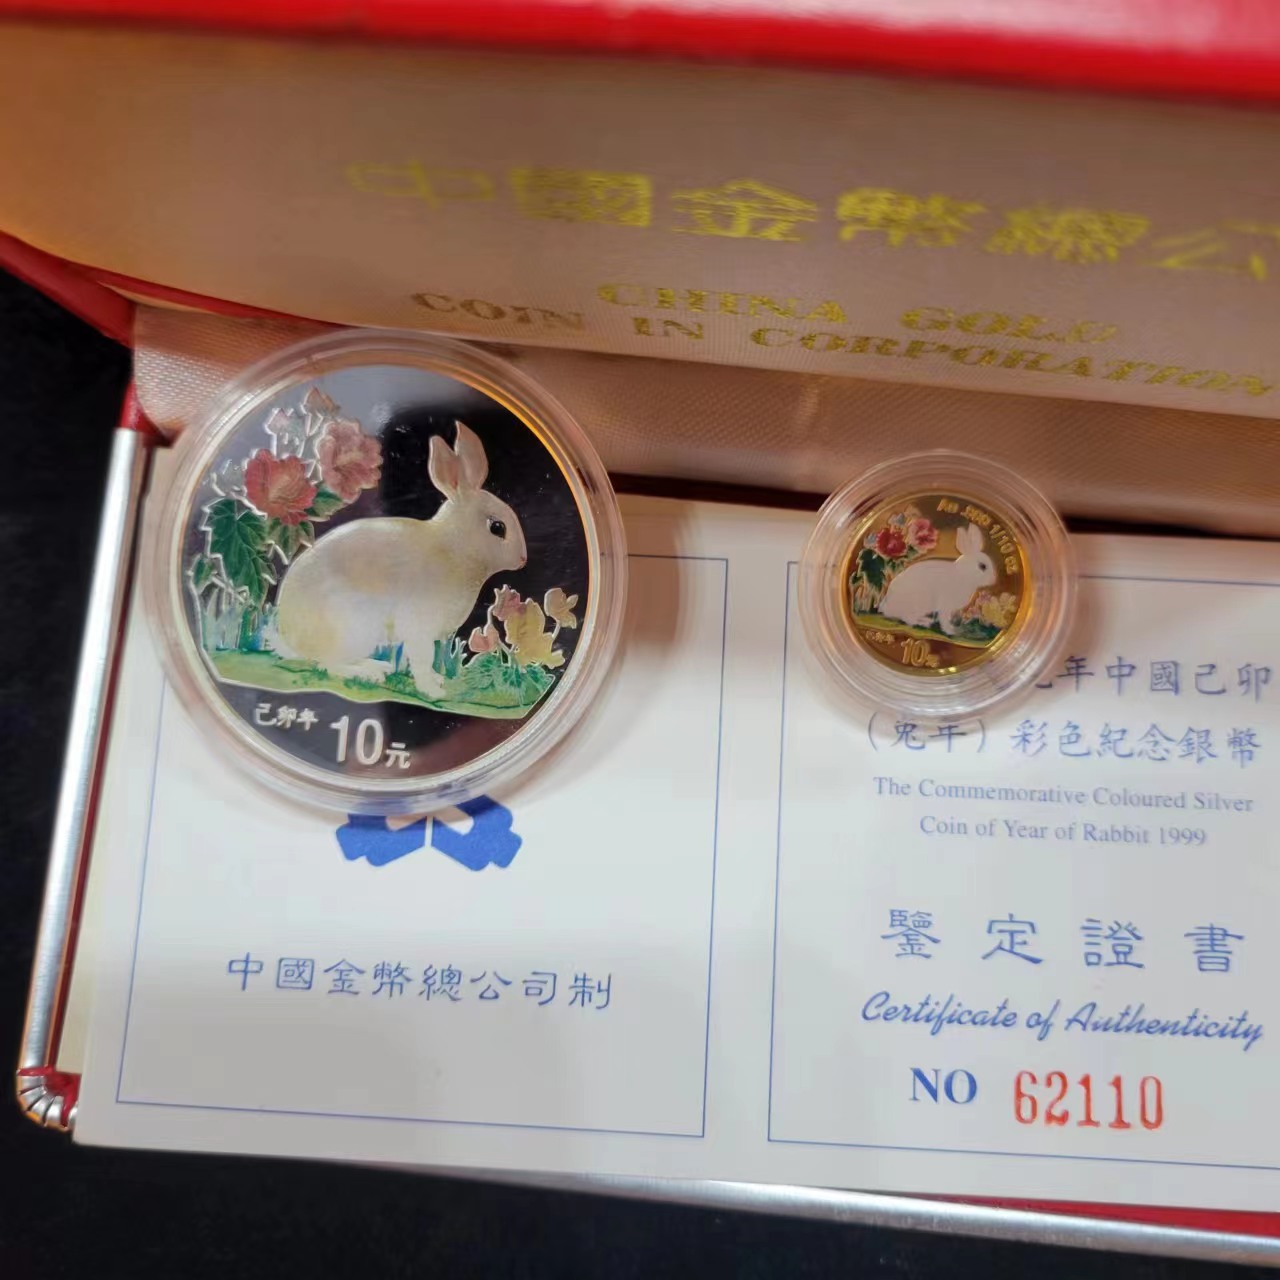 中國金幣總公
CHINA GOLD
COIN IN CORPORATION
己卯年 10元
Au .999 1/10 oz
己卯年 10元
年中國己卯
(兔年) 彩色紀念銀幣
The Commemorative Coloured Silver
Coin of Year of Rabbit 1999
中國金幣總公司制
鑒定證書
Certificate of Authenticity
NO 62110